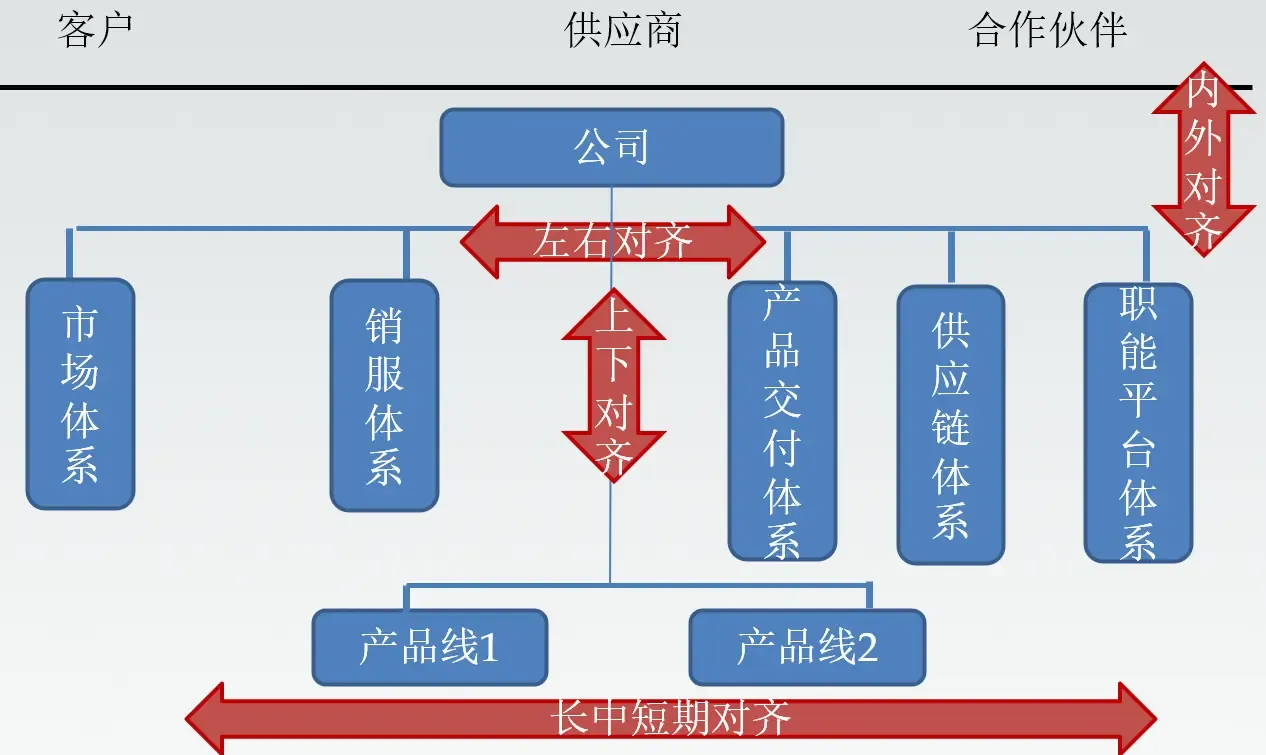 客户
供应商
合作伙伴
内外对齐
公司
左右对齐
市场体系
销服体系
上下对齐
产品交付体系
供应链体系
职能平台体系
产品线1
产品线2
长中短期对齐